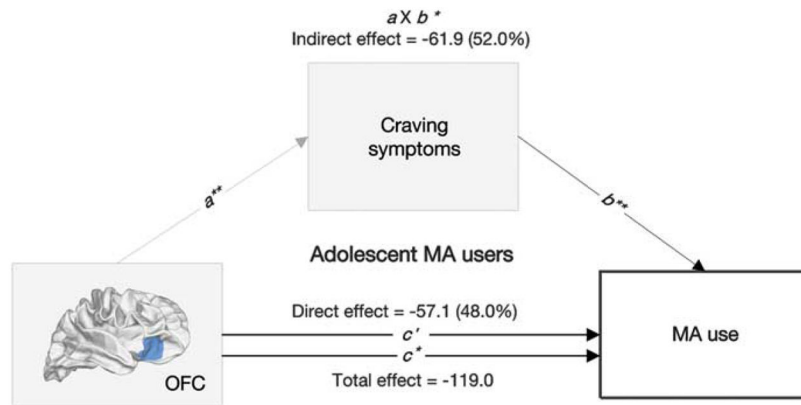 a X b *
Indirect effect = -61.9 (52.0%)
Craving
symptoms
a**
b**
Adolescent MA users
Direct effect = -57.1 (48.0%)
c'
c*
Total effect = -119.0
OFC
MA use